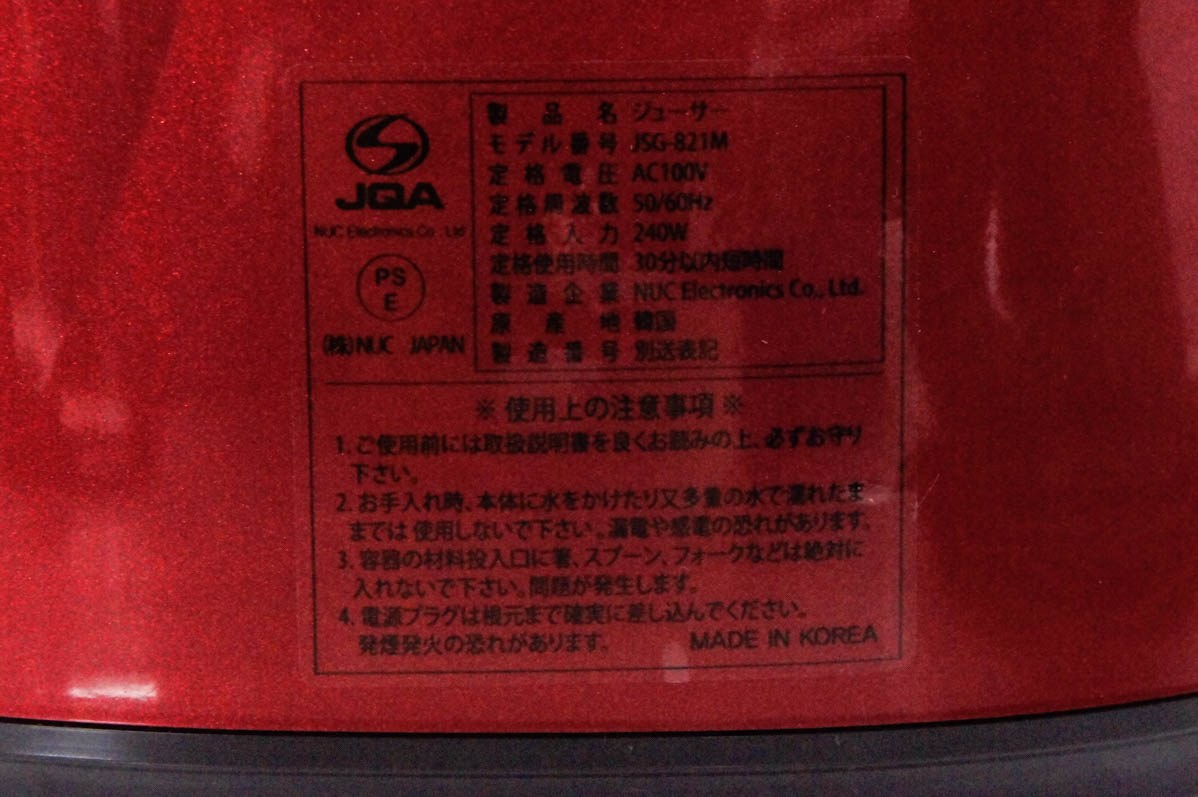 JQA
NUC Electronics Co., Ltd
PS
E
(株)NUC JAPAN
製品名 ジューサー
モデル番号 JSG-821M
定格電圧 AC100V
定格周波数 50/60Hz
定格入力 240W
定格使用時間 30分以内短時間
製造企業 NUC Electronics Co., Ltd.
原産地 韓国
製造番号 別送表記
※ 使用上の注意事項 ※
1. ご使用前には取扱説明書を良くお読みの上、必ずお守り
下さい。
2. お手入れ時、本体に水をかけたり又多量の水で濡れたま
までは 使用しないで下さい。漏電や感電の恐れがあります。
3. 容器の材料投入口に箸、スプーン、フォークなどは絶対に
入れないで下さい。問題が発生します。
4. 電源プラグは根元まで確実に差し込んでください。
発煙発火の恐れがあります。 MADE IN KOREA